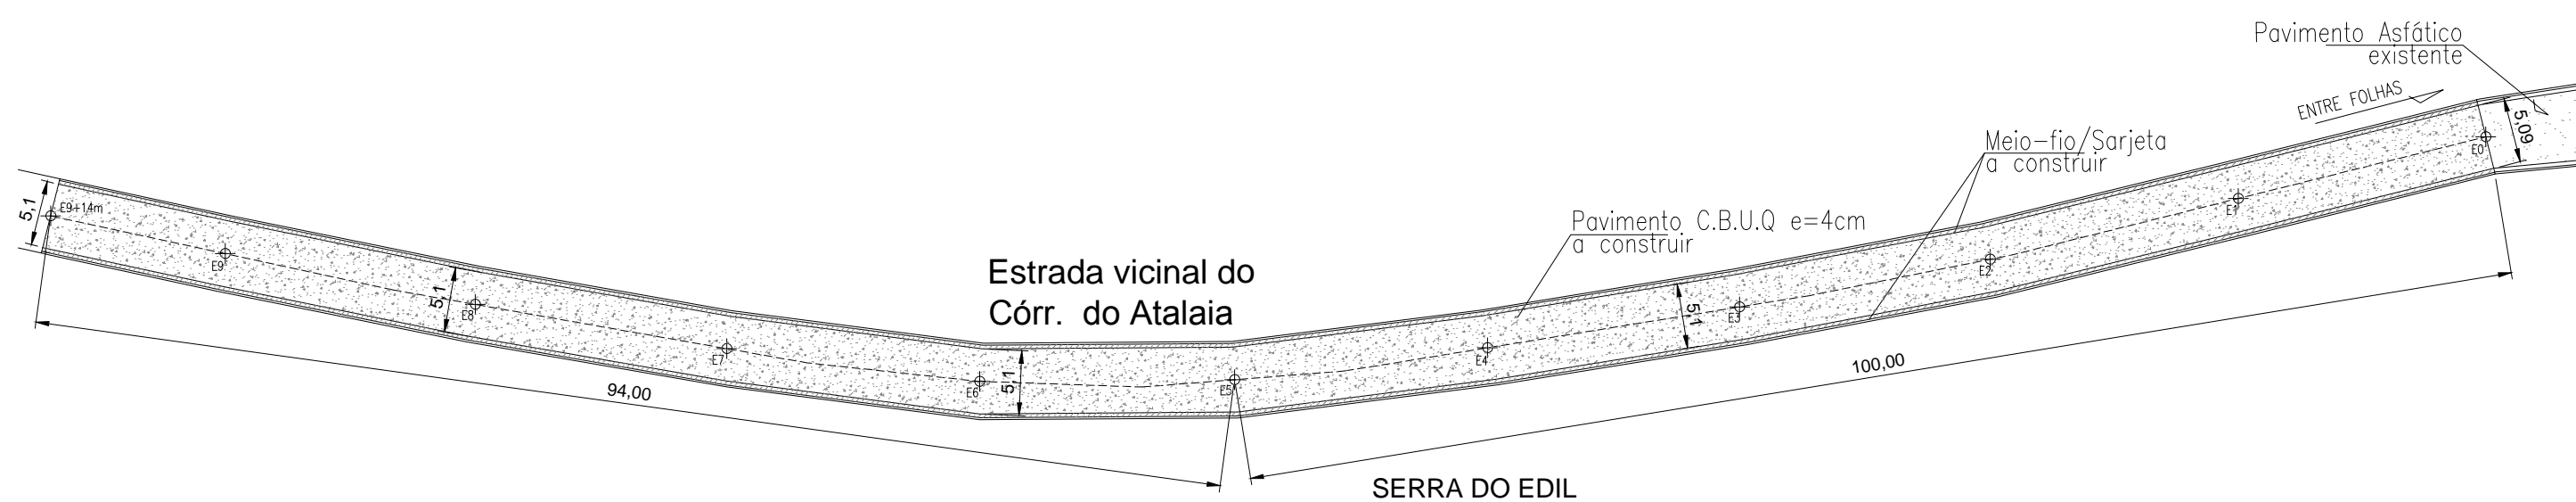 Pavimento Asfático
existente
ENTRE FOLHAS
5,09
E0
Meio-fio/Sarjeta
a construir
E1
Pavimento C.B.U.Q e=4cm
a construir
E2
5,1
E9+14m
E9
5,1
E8
Estrada vicinal do
Córr. do Atalaia
5,1
E3
E7
E4
5,1
E6
E5
94,00
100,00
SERRA DO EDIL